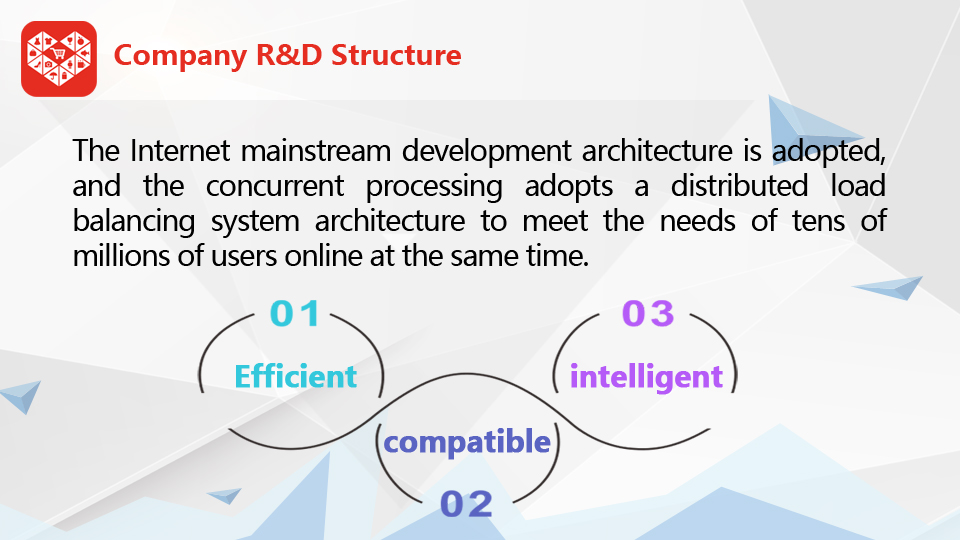 Company R&D Structure
The Internet mainstream development architecture is adopted,
and the concurrent processing adopts a distributed load
balancing system architecture to meet the needs of tens of
millions of users online at the same time.
01
Efficient
03
intelligent
compatible
02